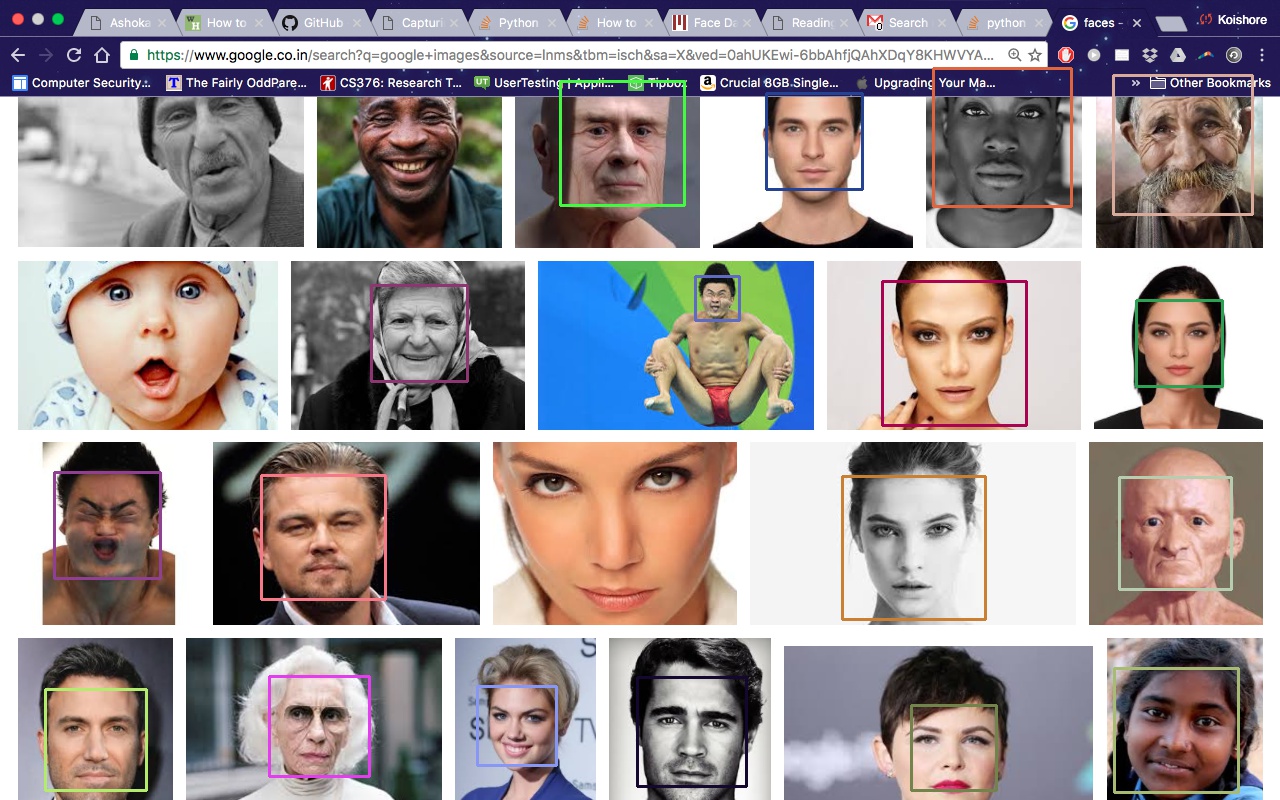 Ashoka
How to
GitHub
Capturi
Python
How to
Face Da
Reading
Search
python
faces -
Koishore
https://www.google.co.in/search?q=google+images&source=lnms&tbm=isch&sa=X&ved=0ahUKEwi-6bbAhfjQAhXDqY8KHWVYA...
Computer Security...
The Fairly OddPare...
CS376: Research T...
UserTesting | Appli...
Tipbox
Crucial 8GB Single...
Upgrading Your Ma...
»
Other Bookmarks